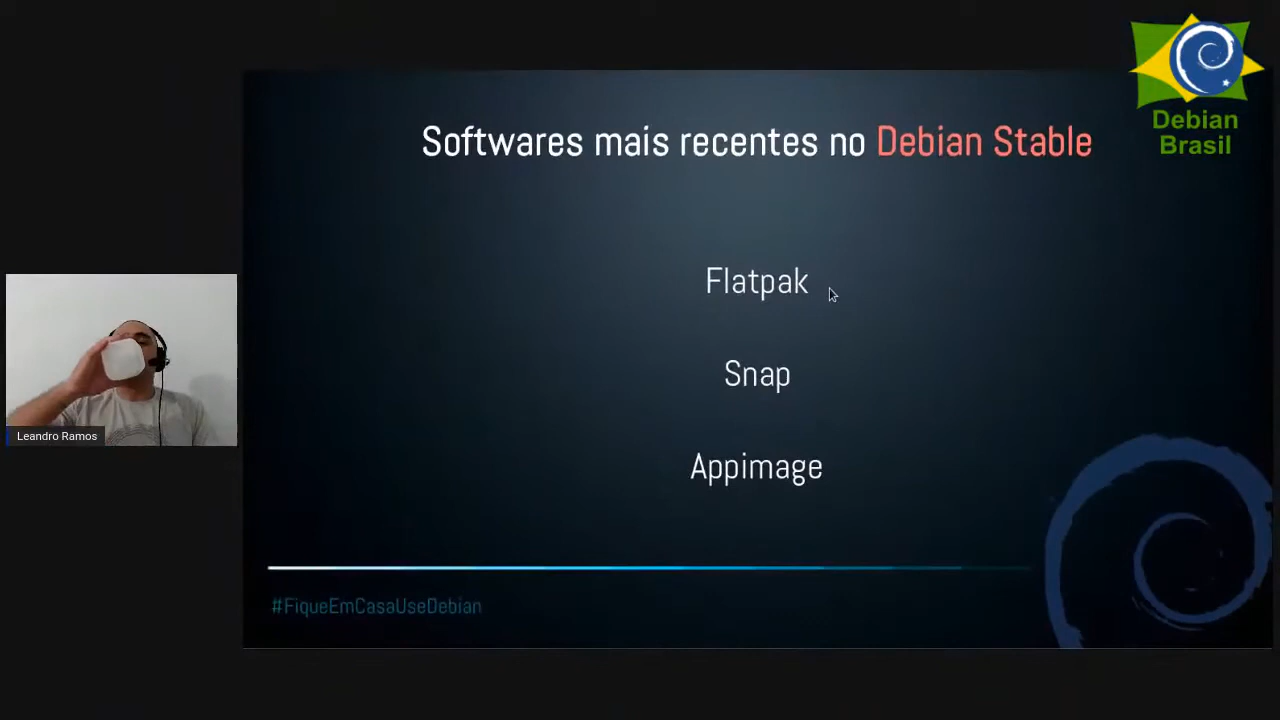 Debian
Brasil
Softwares mais recentes no Debian Stable
Flatpak
Snap
Appimage
Leandro Ramos
#FiqueEmCasaUseDebian